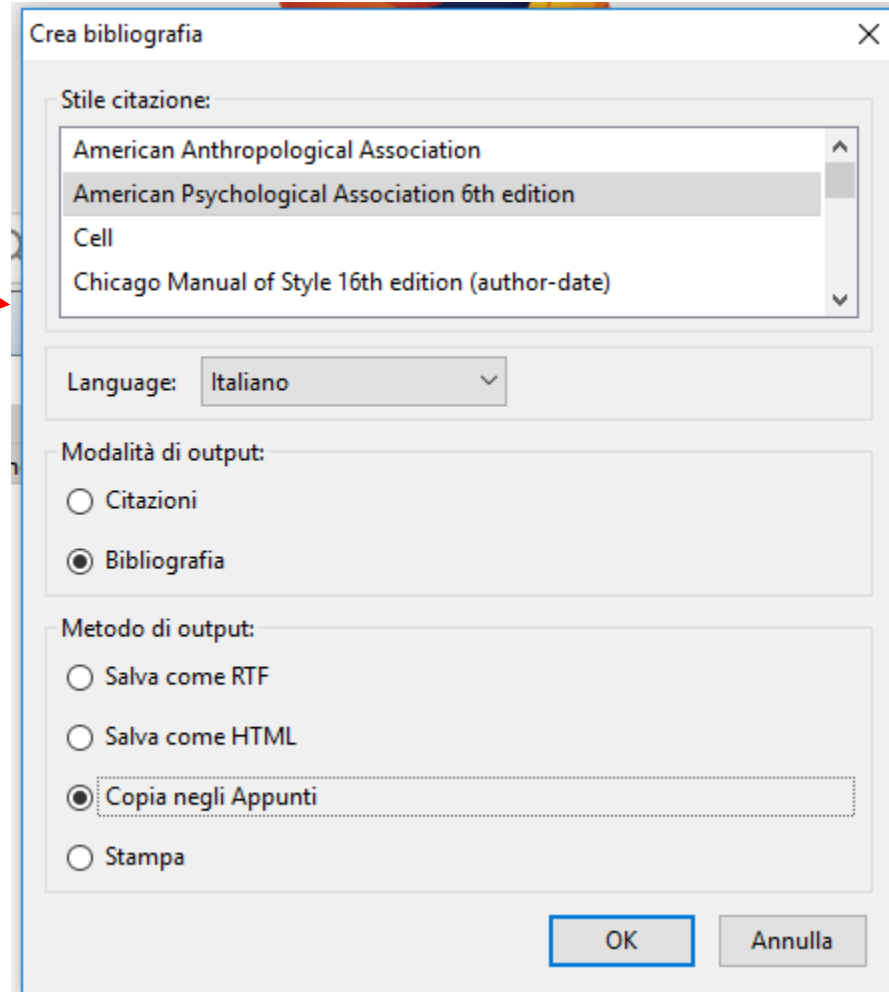 Crea bibliografia
Stile citazione:
American Anthropological Association
American Psychological Association 6th edition
Cell
Chicago Manual of Style 16th edition (author-date)
Language: Italiano
Modalità di output:
Citazioni
Bibliografia
Metodo di output:
Salva come RTF
Salva come HTML
Copia negli Appunti
Stampa
OK Annulla